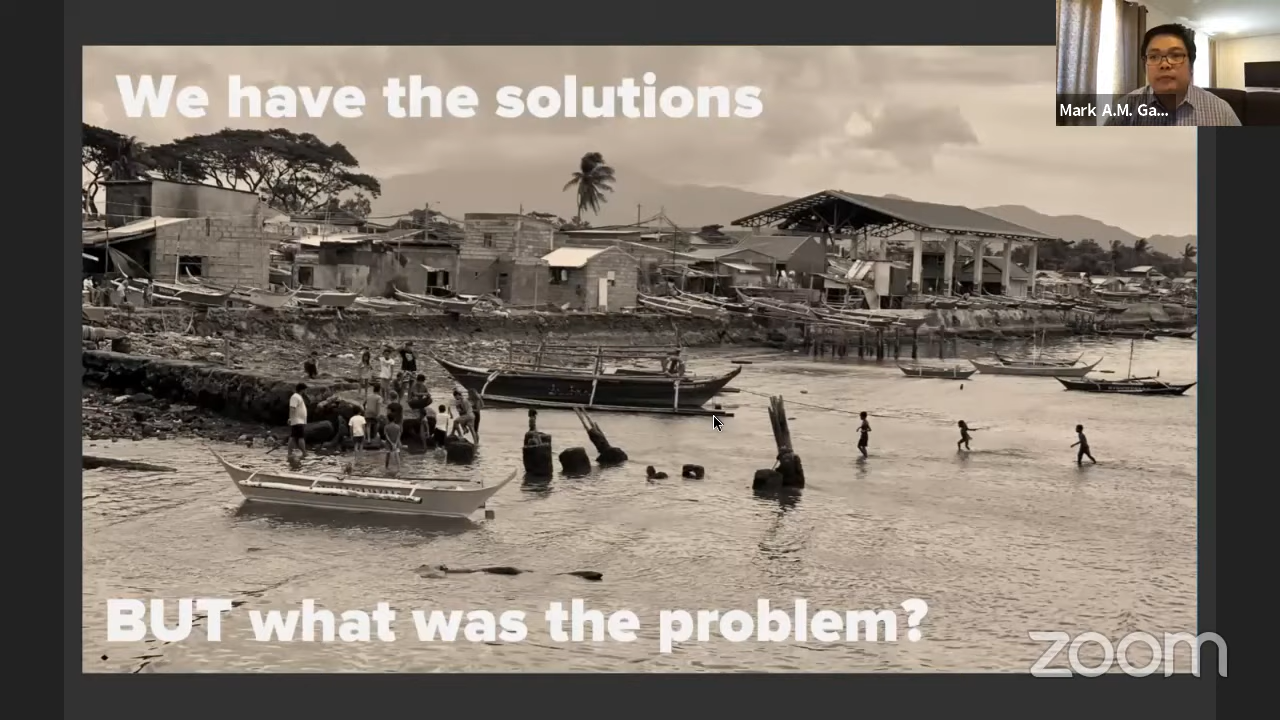 We have the solutions
Mark A.M. Ga...
BUT what was the problem?
zoom